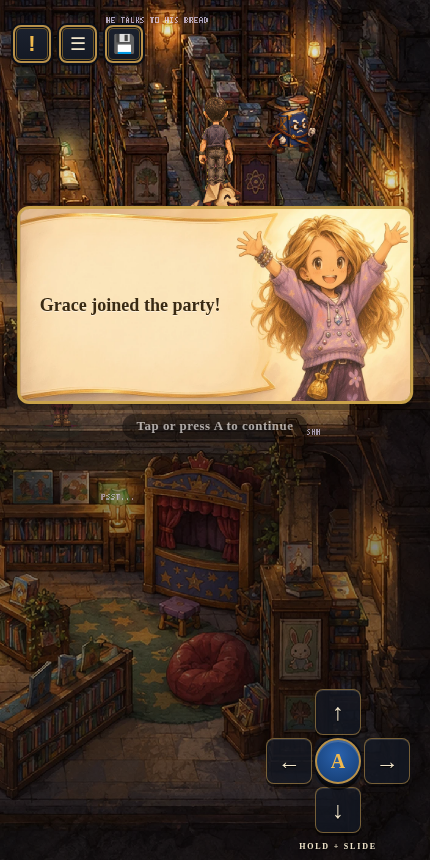 HE TALKS TO HIS BREAD
!
☰
Grace joined the party!
Tap or press A to continue
SHH
PSST...
↑
← A →
↓
HOLD + SLIDE